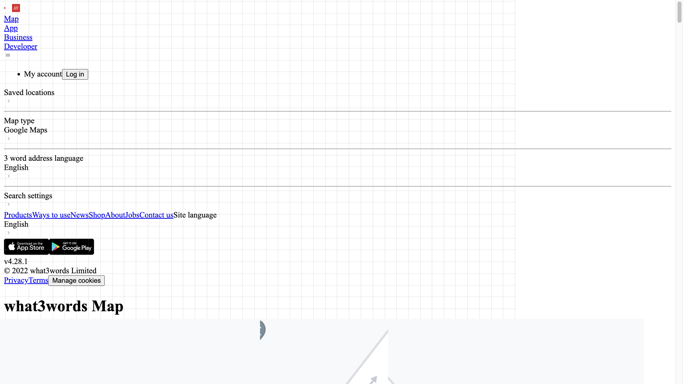 Map
App
Business
Developer
My account Log in
Saved locations
Map type
Google Maps
3 word address language
English
Search settings
ProductsWays to useNewsShopAboutJobsContact usSite language
English
Download on the App Store GET IT ON Google Play
v4.28.1
© 2022 what3words Limited
PrivacyTerms Manage cookies
what3words Map